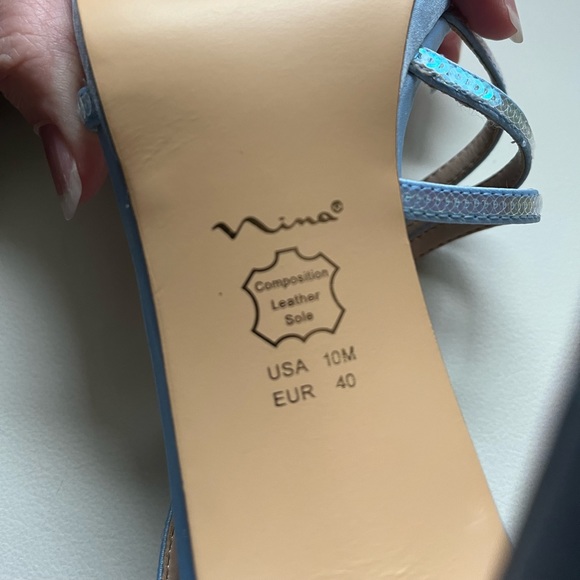 Nina®
Composition
Leather
Sole
USA 10M
EUR 40